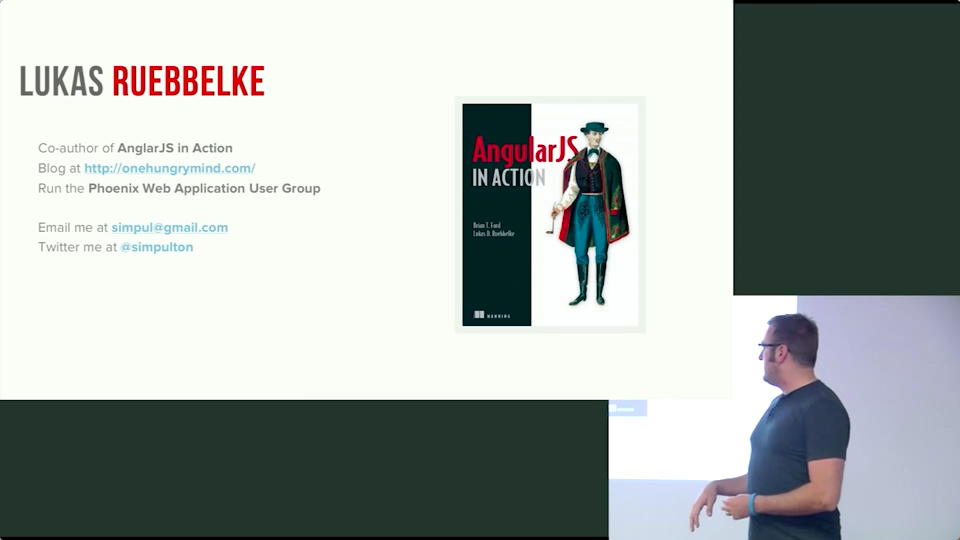 LUKAS RUEBBELKE
Co-author of AnglarJS in Action
Blog at http://onehungrymind.com/
Run the Phoenix Web Application User Group
Email me at simpul@gmail.com
Twitter me at @simpulton
AngularJS
IN ACTION
Brian T. Ford
Lukas D. Ruebbelke
MANNING